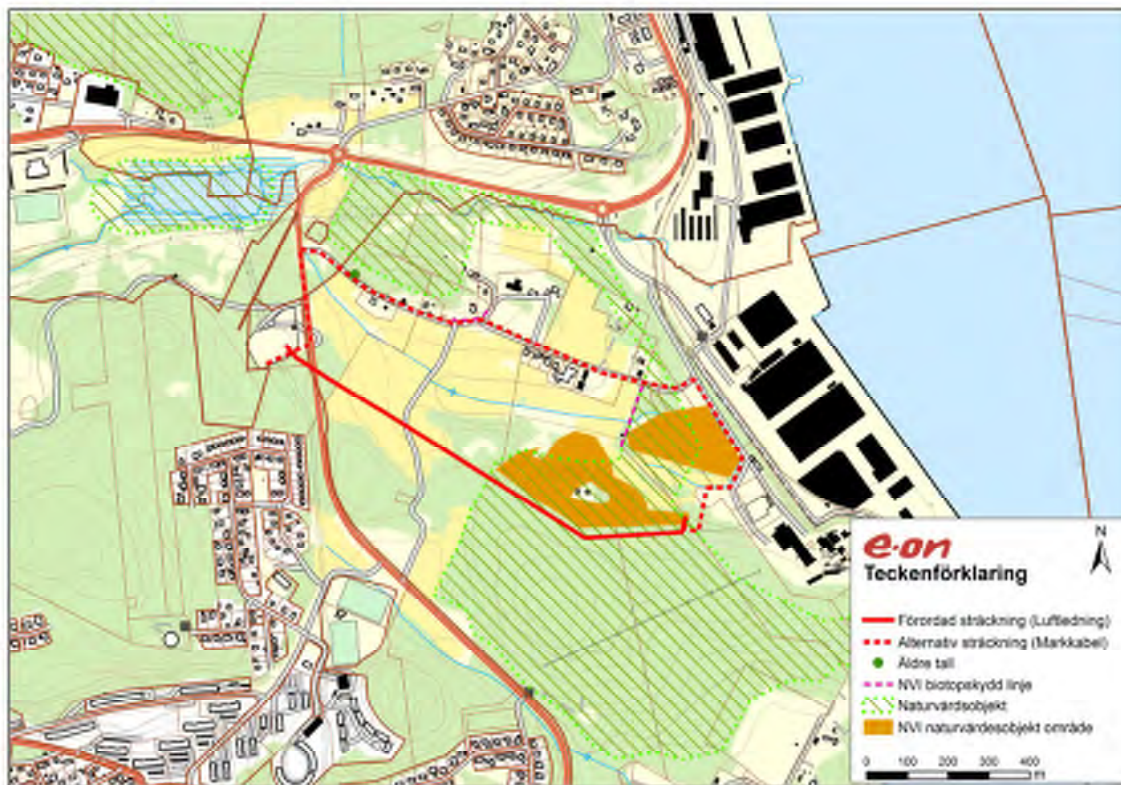 e·on
N
Teckenförklaring
Förordad sträckning (Luftledning)
Alternativ sträckning (Markkabel)
Äldre tall
NVI biotopskydd linje
Naturvärdsobjekt
NVI naturvärdesobjekt område
0 100 200 300 400
m